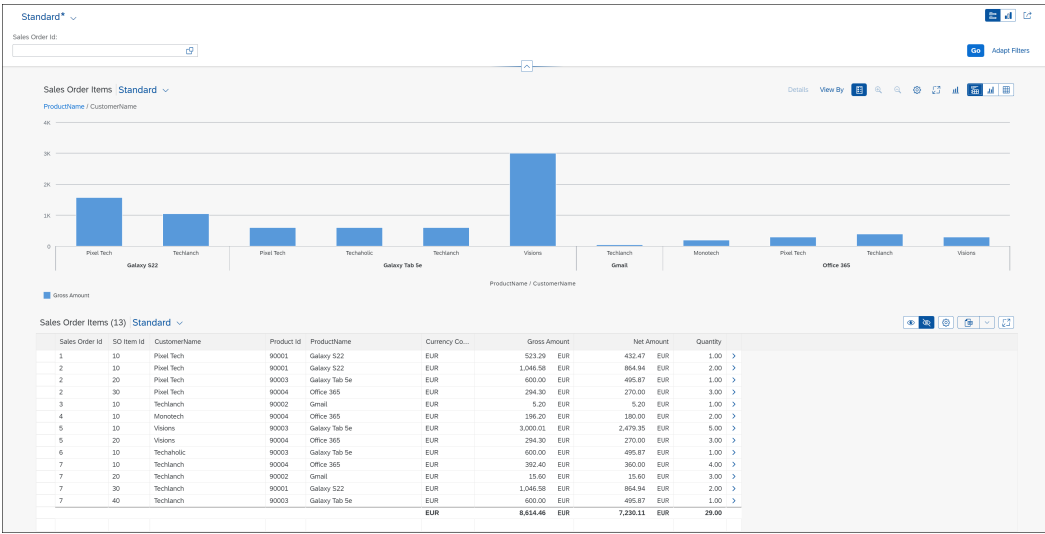 Standard*
Sales Order Id:
Go Adapt Filters
Sales Order Items Standard
Details View By
ProductName / CustomerName
4K
3K
2K
1K
0
Pixel Tech Techlanch Pixel Tech Techaholic Techlanch Visions Techlanch Monotech Pixel Tech Techlanch Visions
Galaxy S22 Galaxy Tab 5e Gmail Office 365
ProductName / CustomerName
Gross Amount
Sales Order Items (13) Standard
Sales Order Id SO Item Id CustomerName Product Id ProductName Currency Co... Gross Amount Net Amount Quantity
1 10 Pixel Tech 90001 Galaxy S22 EUR 523.29 EUR 432.47 EUR 1.00
2 10 Pixel Tech 90001 Galaxy S22 EUR 1,046.58 EUR 864.94 EUR 2.00
2 20 Pixel Tech 90003 Galaxy Tab 5e EUR 600.00 EUR 495.87 EUR 1.00
2 30 Pixel Tech 90004 Office 365 EUR 294.30 EUR 270.00 EUR 3.00
3 10 Techlanch 90002 Gmail EUR 5.20 EUR 5.20 EUR 1.00
4 10 Monotech 90004 Office 365 EUR 196.20 EUR 180.00 EUR 2.00
5 10 Visions 90003 Galaxy Tab 5e EUR 3,000.01 EUR 2,479.35 EUR 5.00
5 20 Visions 90004 Office 365 EUR 294.30 EUR 270.00 EUR 3.00
6 10 Techaholic 90003 Galaxy Tab 5e EUR 600.00 EUR 495.87 EUR 1.00
7 10 Techlanch 90004 Office 365 EUR 392.40 EUR 360.00 EUR 4.00
7 20 Techlanch 90002 Gmail EUR 15.60 EUR 15.60 EUR 3.00
7 30 Techlanch 90001 Galaxy S22 EUR 1,046.58 EUR 864.94 EUR 2.00
7 40 Techlanch 90003 Galaxy Tab 5e EUR 600.00 EUR 495.87 EUR 1.00
EUR 8,614.46 EUR 7,230.11 EUR 29.00